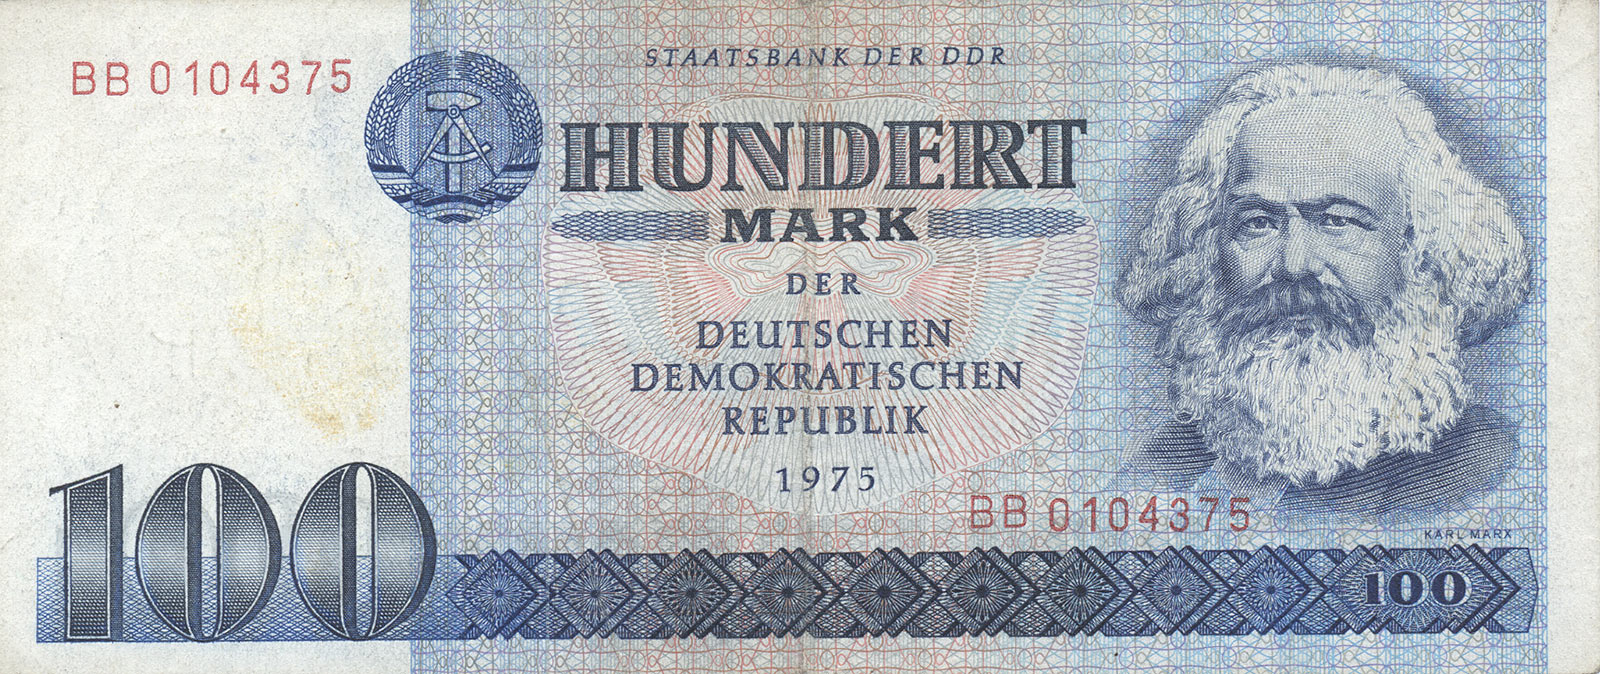 BB 0104375
STAATSBANK DER DDR
HUNDERT
MARK
DER
DEUTSCHEN
DEMOKRATISCHEN
REPUBLIK
1975
BB 0104375
KARL MARX
100
100